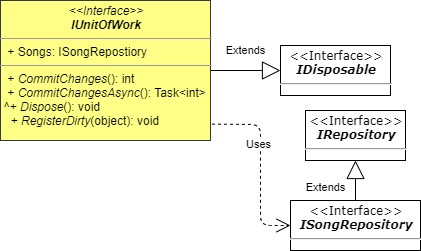 <<Interface>>
IUnitOfWork
+ Songs: ISongRepostiory
+ CommitChanges(): int
+ CommitChangesAsync(): Task<int>
^+ Dispose(): void
+ RegisterDirty(object): void
Extends
<<Interface>>
IDisposable
<<Interface>>
IRepository
Uses
Extends
<<Interface>>
ISongRepository